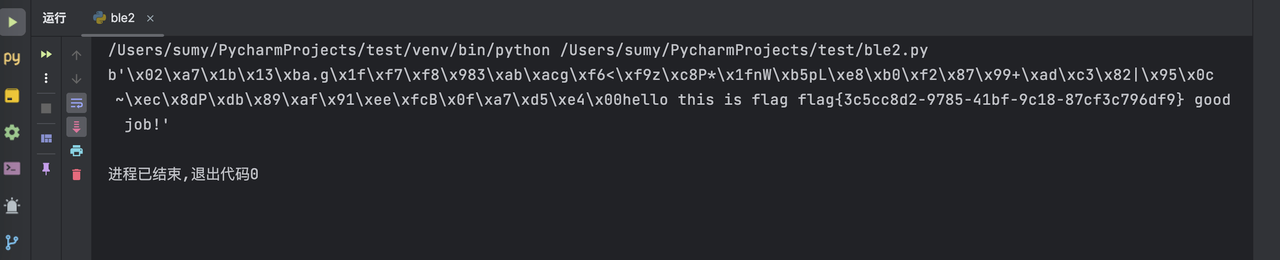 运行
ble2 ×
/Users/sumy/PycharmProjects/test/venv/bin/python /Users/sumy/PycharmProjects/test/ble2.py
b'\x02\xa7\x1b\x13\xba.g\x1f\xf7\xf8\x983\xab\xacg\xf6<\xf9z\xc8P*\x1fnW\xb5pL\xe8\xb0\xf2\x87\x99+\xad\xc3\x82|\x95\x0c
~\xec\x8dP\xdb\x89\xaf\x91\xee\xfcB\x0f\xa7\xd5\xe4\x00hello this is flag flag{3c5cc8d2-9785-41bf-9c18-87cf3c796df9} good
job!'
进程已结束,退出代码0